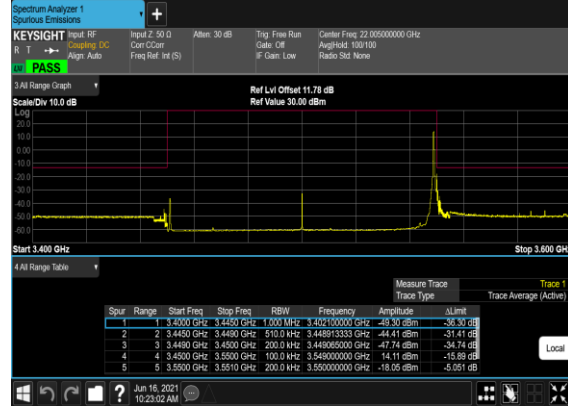 Spectrum Analyzer 1
Spurious Emissions
+
KEYSIGHT Input: RF Input Z: 50 Ω Atten: 30 dB Trig: Free Run Center Freq: 22.005000000 GHz
R T Coupling: DC Corr CCorr Gate: Off Avg|Hold: 100/100
Align: Auto Freq Ref: Int (S) IF Gain: Low Radio Std: None
PASS
3 All Range Graph
Ref Lvl Offset 11.78 dB
Scale/Div 10.0 dB Ref Value 30.00 dBm
Log
20.0
10.0
0.00
-10.0
-20.0
-30.0
-40.0
-50.0
-60.0
Start 3.400 GHz Stop 3.600 GH
4 All Range Table
Measure Trace Trace 1
Trace Type Trace Average (Active)
Spur Range Start Freq Stop Freq RBW Frequency Amplitude ΔLimit
1 1 3.4000 GHz 3.4450 GHz 1.000 MHz 3.402100000 GHz -49.30 dBm -36.30 dB
2 2 3.4450 GHz 3.4490 GHz 510.0 kHz 3.448913333 GHz -44.41 dBm -31.41 dB
3 3 3.4490 GHz 3.4500 GHz 200.0 kHz 3.449065000 GHz -47.74 dBm -34.74 dB
4 4 3.4500 GHz 3.5500 GHz 100.0 kHz 3.549000000 GHz 14.11 dBm -15.89 dB
5 5 3.5500 GHz 3.5510 GHz 200.0 kHz 3.550000000 GHz -18.05 dBm -5.051 dB
Local
?
Jun 16, 2021
10:23:02 AM